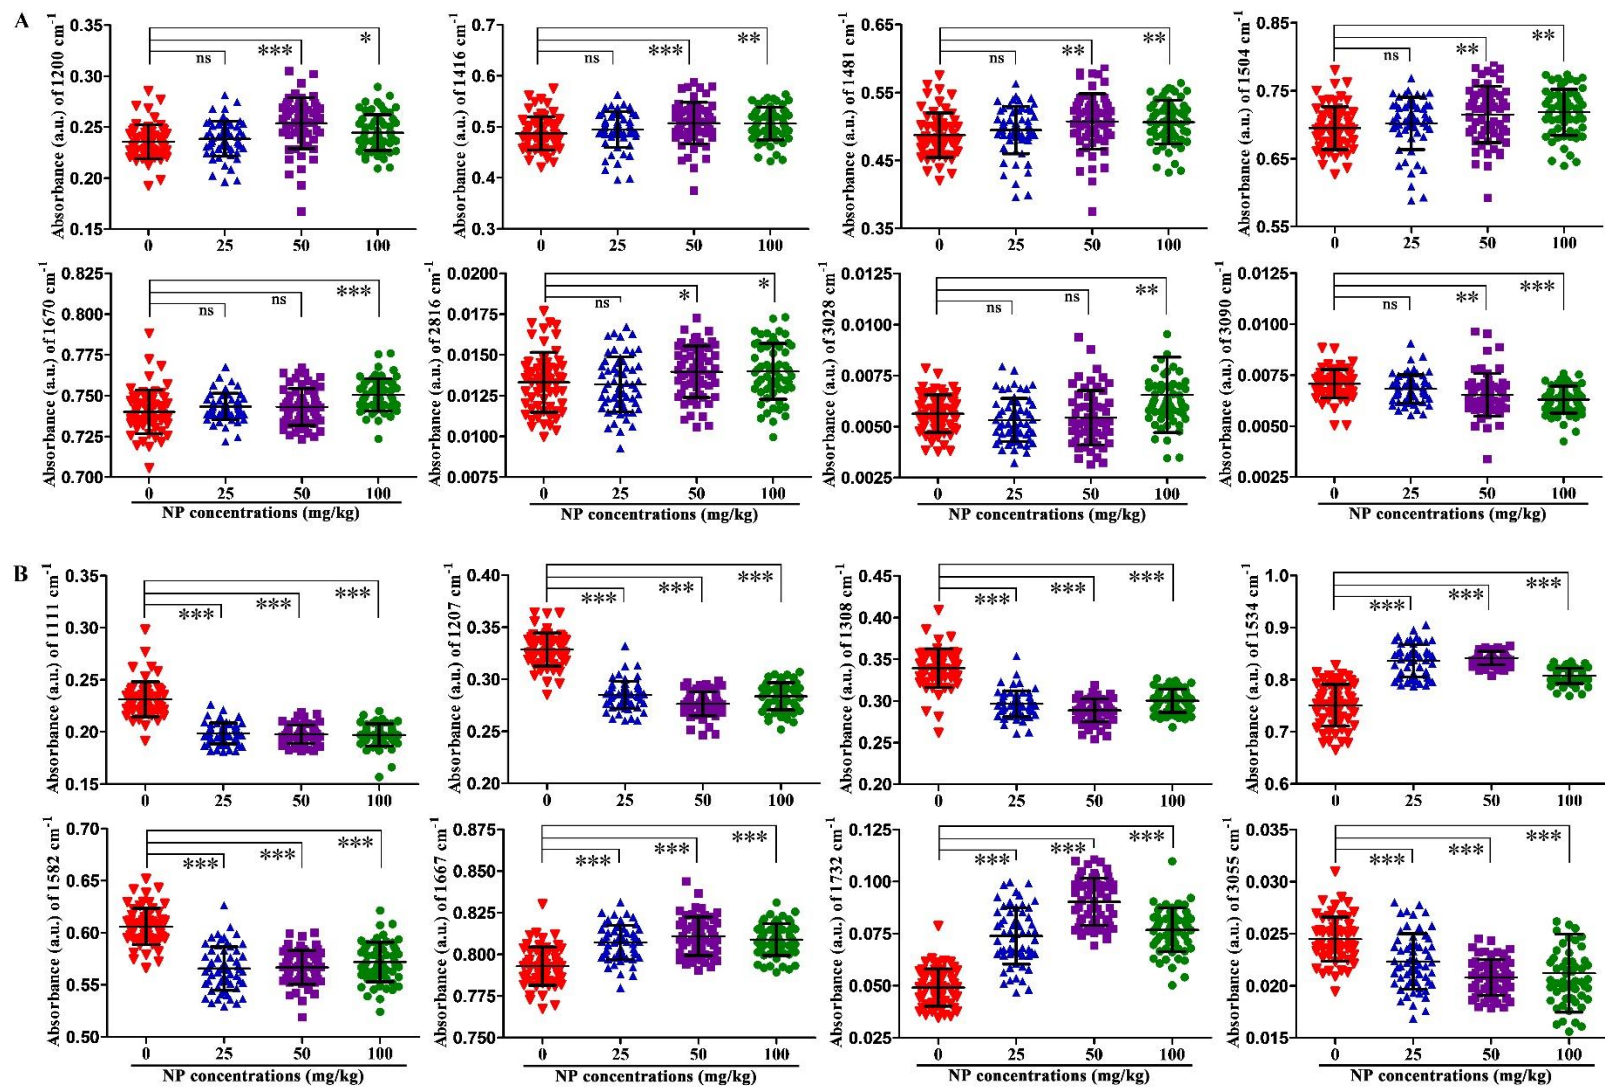 A
Absorbance (a.u.) of 1200 cm⁻¹
0.35
0.30
0.25
0.20
0.15
ns
***
*
0 25 50 100
Absorbance (a.u.) of 1416 cm⁻¹
0.7
0.6
0.5
0.4
0.3
ns
***
**
0 25 50 100
Absorbance (a.u.) of 1481 cm⁻¹
0.65
0.55
0.45
0.35
ns
**
**
0 25 50 100
Absorbance (a.u.) of 1504 cm⁻¹
0.85
0.75
0.65
0.55
ns
**
**
0 25 50 100
Absorbance (a.u.) of 1670 cm⁻¹
0.825
0.800
0.775
0.750
0.725
0.700
ns
ns
***
0 25 50 100
NP concentrations (mg/kg)
Absorbance (a.u.) of 2816 cm⁻¹
0.0200
0.0175
0.0150
0.0125
0.0100
0.0075
ns
*
*
0 25 50 100
NP concentrations (mg/kg)
Absorbance (a.u.) of 3028 cm⁻¹
0.0125
0.0100
0.0075
0.0050
0.0025
ns
ns
**
0 25 50 100
NP concentrations (mg/kg)
Absorbance (a.u.) of 3090 cm⁻¹
0.0125
0.0100
0.0075
0.0050
0.0025
ns
**
***
0 25 50 100
NP concentrations (mg/kg)
B
Absorbance (a.u.) of 1111 cm⁻¹
0.35
0.30
0.25
0.20
0.15
***
***
***
0 25 50 100
Absorbance (a.u.) of 1207 cm⁻¹
0.40
0.35
0.30
0.25
0.20
***
***
***
0 25 50 100
Absorbance (a.u.) of 1308 cm⁻¹
0.45
0.40
0.35
0.30
0.25
0.20
***
***
***
0 25 50 100
Absorbance (a.u.) of 1534 cm⁻¹
1.0
0.9
0.8
0.7
0.6
***
***
***
0 25 50 100
Absorbance (a.u.) of 1582 cm⁻¹
0.70
0.65
0.60
0.55
0.50
***
***
***
0 25 50 100
NP concentrations (mg/kg)
Absorbance (a.u.) of 1667 cm⁻¹
0.875
0.850
0.825
0.800
0.775
0.750
***
***
***
0 25 50 100
NP concentrations (mg/kg)
Absorbance (a.u.) of 1732 cm⁻¹
0.125
0.100
0.075
0.050
0.025
***
***
***
0 25 50 100
NP concentrations (mg/kg)
Absorbance (a.u.) of 3055 cm⁻¹
0.035
0.030
0.025
0.020
0.015
***
***
***
0 25 50 100
NP concentrations (mg/kg)